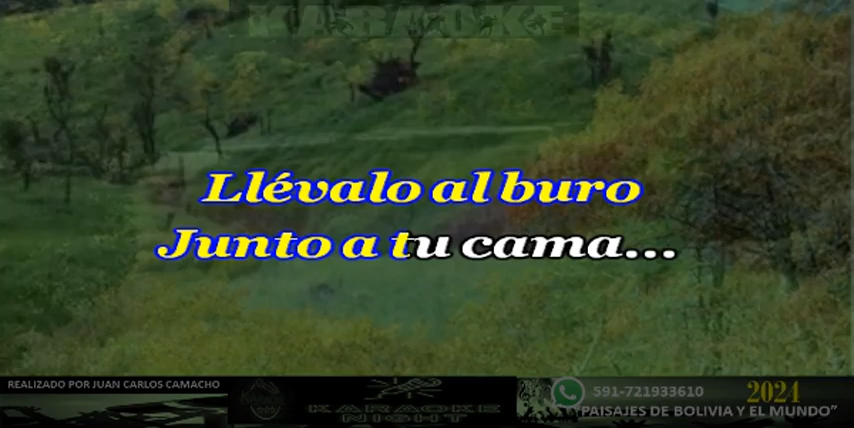 KARAOKE
Llévalo al buro
Junto a tu cama...
REALIZADO POR JUAN CARLOS CAMACHO
KARAOKE
NIGHT
591-721933610
2024
PAISAJES DE BOLIVIA Y EL MUNDO”